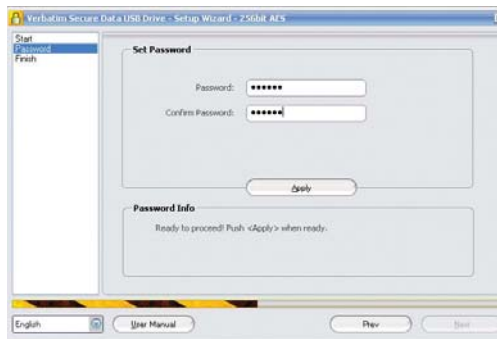 Verbatim Secure Data USB Drive - Setup Wizard - 256bit AES
Start
Password
Finish
Set Password
Password: ••••••
Confirm Password: ••••••
Apply
Password Info
Ready to proceed! Push <Apply> when ready.
English
User Manual
Prev
Next